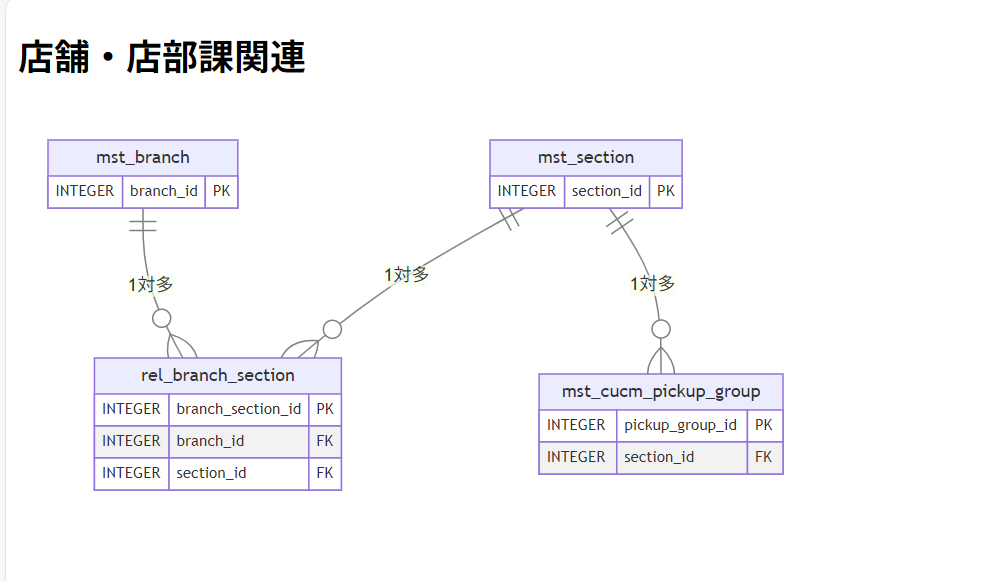 店舗・店部課関連
mst_branch
INTEGER branch_id PK
mst_section
INTEGER section_id PK
1対多
1対多
1対多
rel_branch_section
INTEGER branch_section_id PK
INTEGER branch_id FK
INTEGER section_id FK
mst_cucm_pickup_group
INTEGER pickup_group_id PK
INTEGER section_id FK